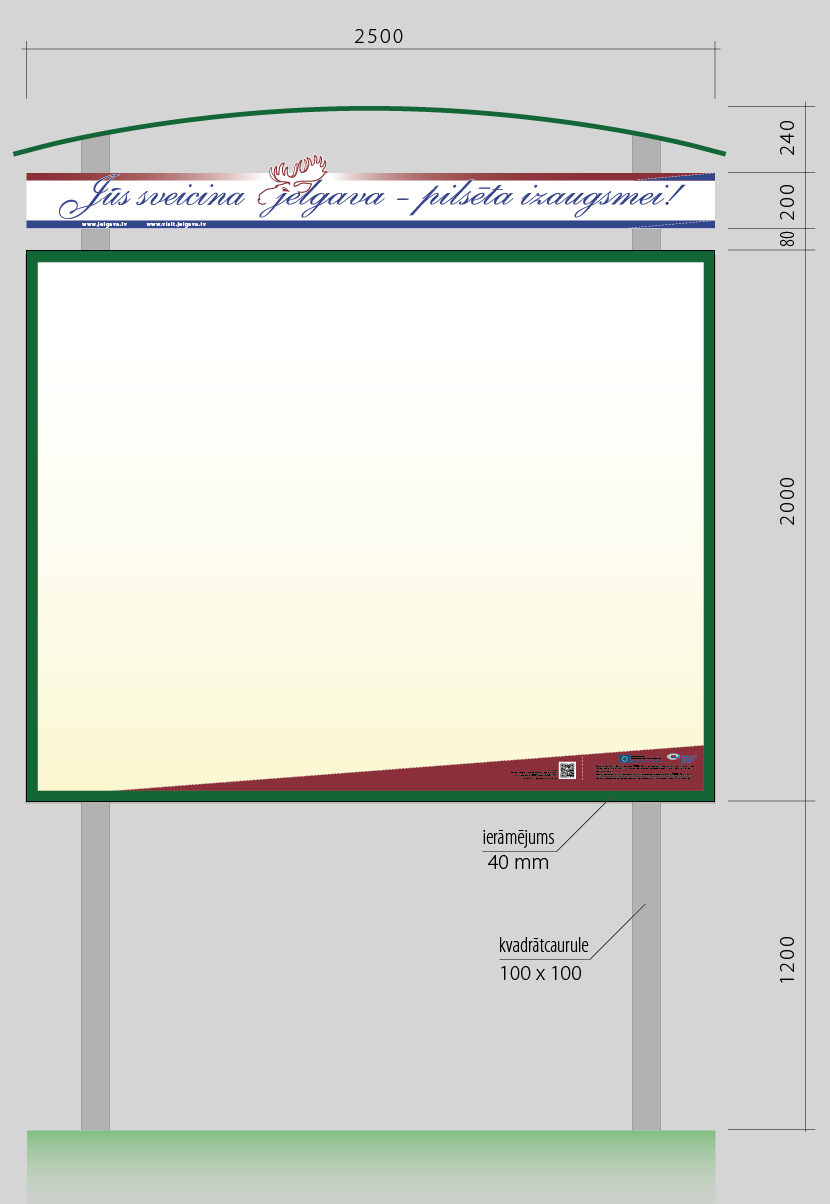 2500
240
Jūs sveicina jelgava – pilsēta izaugsmei!
200
www.jelgava.lv www.visit.jelgava.lv
80
2000
ierāmējums
40 mm
kvadrātcaurule
100 x 100
1200